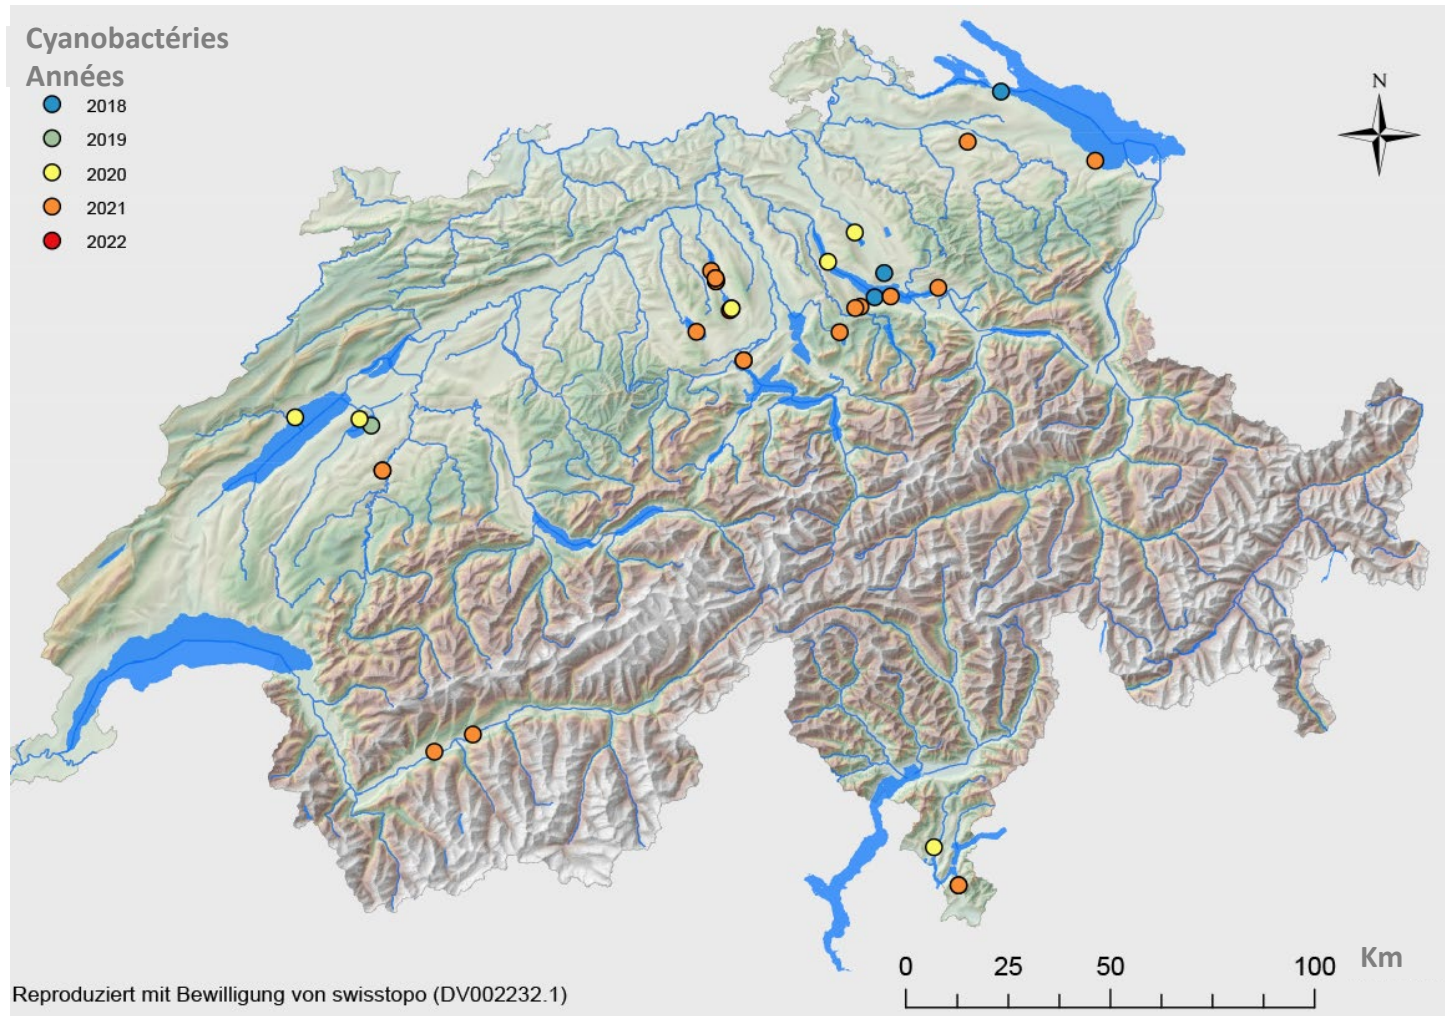 Cyanobactéries
Années
2018
2019
2020
2021
2022
N
0 25 50 100 Km
Reproduziert mit Bewilligung von swisstopo (DV002232.1)